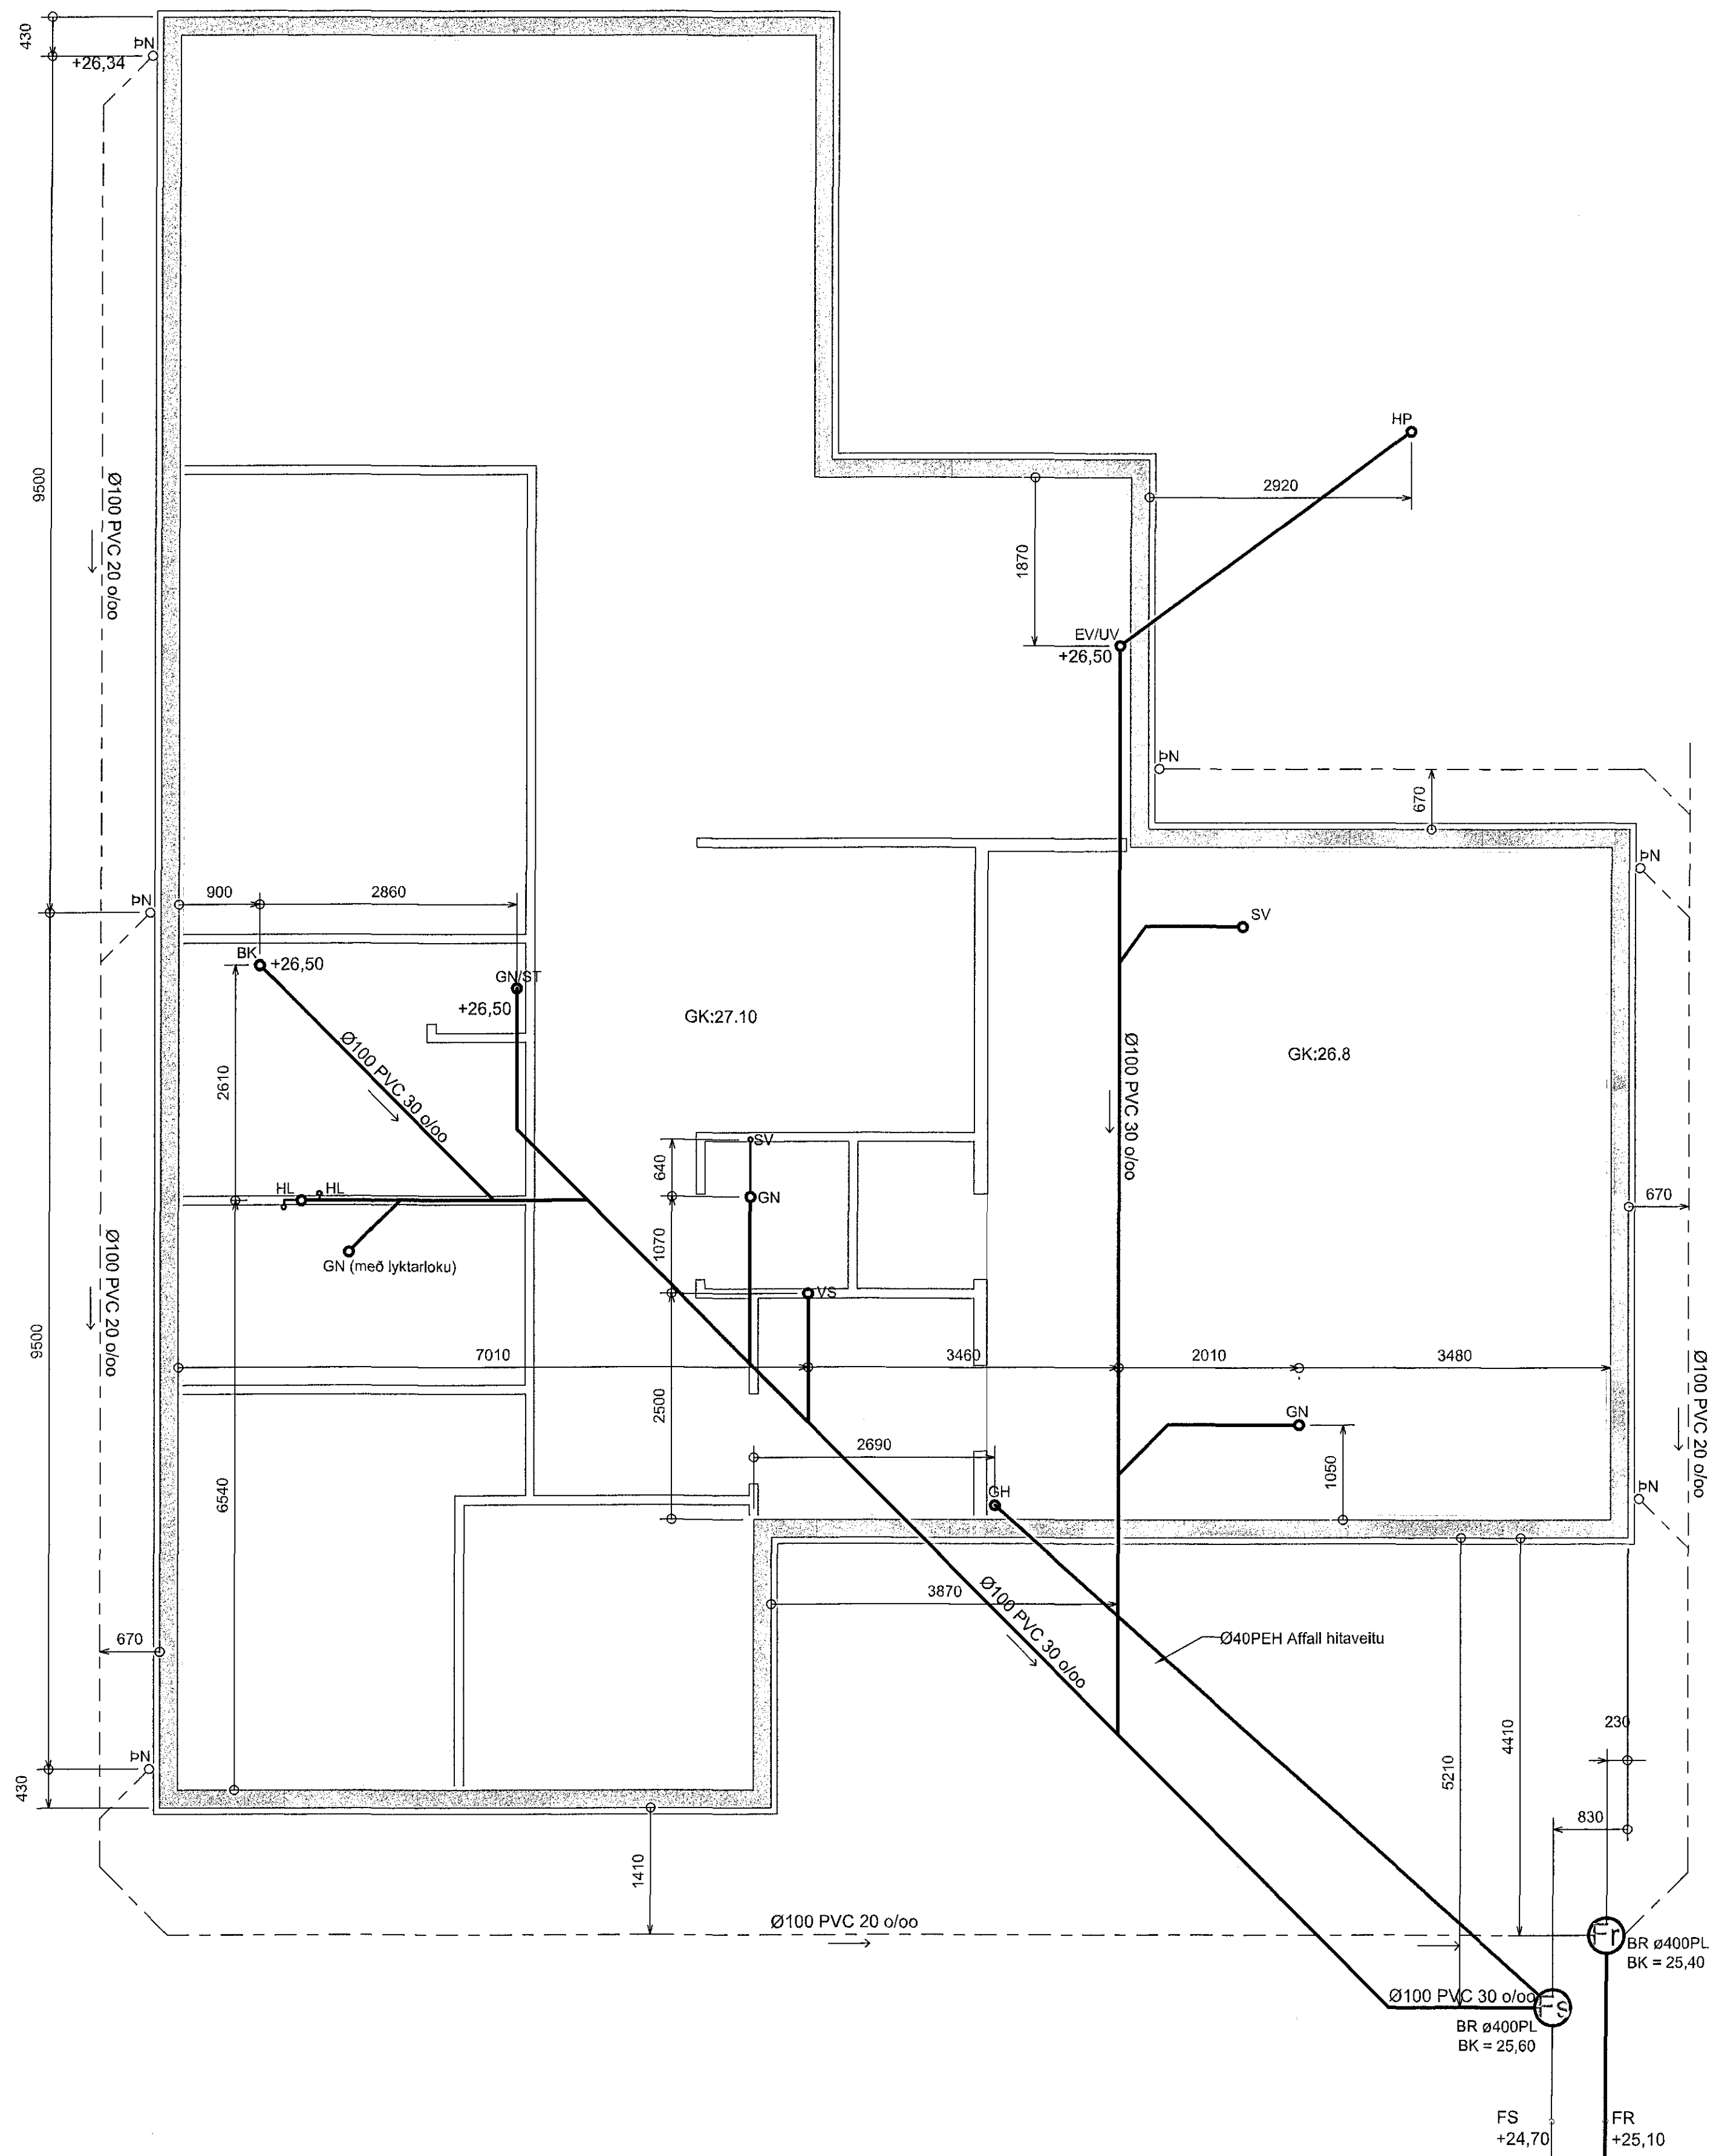 430
ÞN
+26,34
9500
Ø100 PVC 20 o/oo
HP
2920
1870
EV/UV
+26,50
ÞN
670
ÞN
ÞN
900
2860
SV
BK
+26,50
GN/ST
+26,50
GK:27.10
GK:26.8
Ø100 PVC 30 o/oo
Ø100 PVC 30 o/oo
2610
SV
640
GN
HL
HL
670
1070
Ø100 PVC 20 o/oo
GN (með lyktarloku)
VS
9500
7010
3460
2010
3480
Ø100 PVC 20 o/oo
2500
GN
2690
1050
6540
GH
ÞN
3870
Ø100 PVC 30 o/oo
Ø40PEH Affall hitaveitu
670
230
4410
5210
ÞN
430
830
1410
Ø100 PVC 20 o/oo
Fr
BR ø400PL
BK = 25,40
Ø100 PVC 30 o/oo
Fs
BR ø400PL
BK = 25,60
FS
+24,70
FR
+25,10